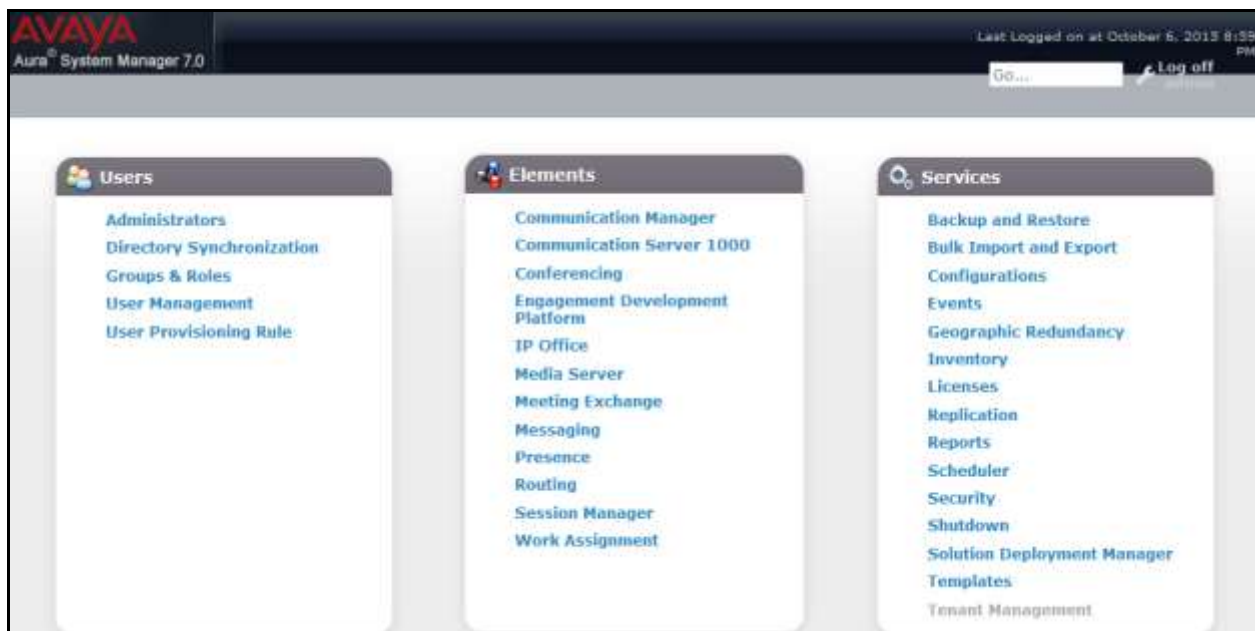 AVAYA
Aura® System Manager 7.0
Last Logged on at October 6, 2015 8:39
PM
Go...
Log off
Users
Administrators
Directory Synchronization
Groups & Roles
User Management
User Provisioning Rule
Elements
Communication Manager
Communication Server 1000
Conferencing
Engagement Development
Platform
IP Office
Media Server
Meeting Exchange
Messaging
Presence
Routing
Session Manager
Work Assignment
Services
Backup and Restore
Bulk Import and Export
Configurations
Events
Geographic Redundancy
Inventory
Licenses
Replication
Reports
Scheduler
Security
Shutdown
Solution Deployment Manager
Templates
Tenant Management